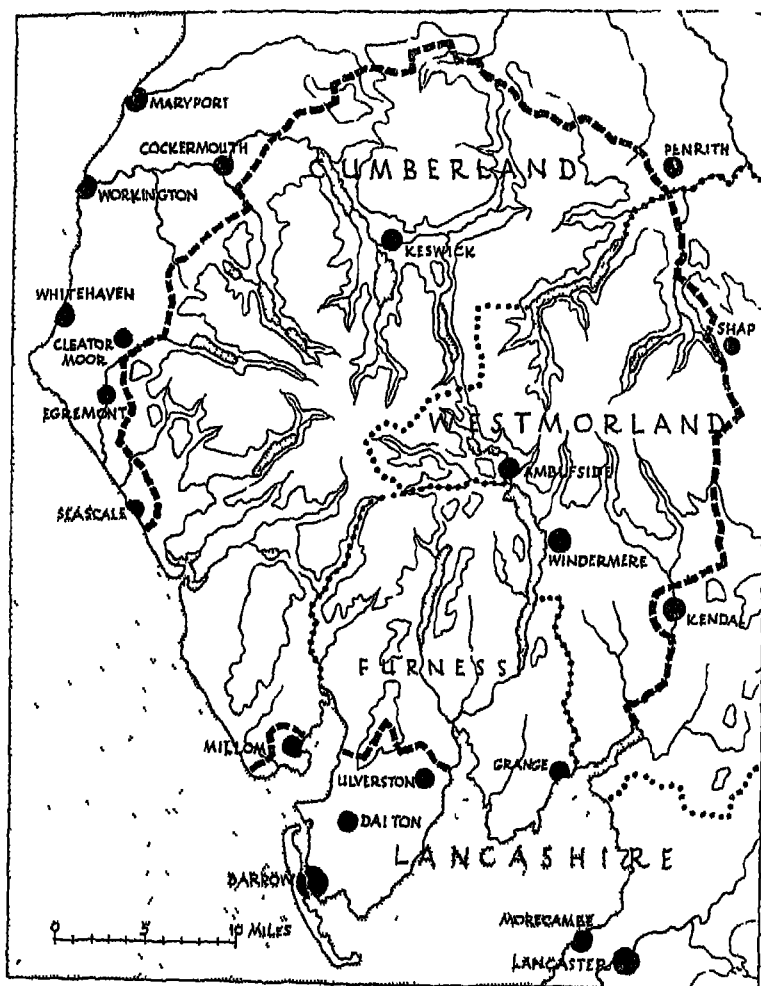 MARYPORT
COCKERMOUTH
PENRITH
CUMBERLAND
WORKINGTON
KESWICK
WHITEHAVEN
SHAP
CLEATOR
MOOR
EGREMONT
WESTMORLAND
AMBLESIDE
SEASCALE
WINDERMERE
KENDAL
FURNESS
MILLOM
GRANGE
ULVERSTON
DALTON
LANCASHIRE
BARROW
0 5 10 MILES
MORECAMBE
LANCASTER